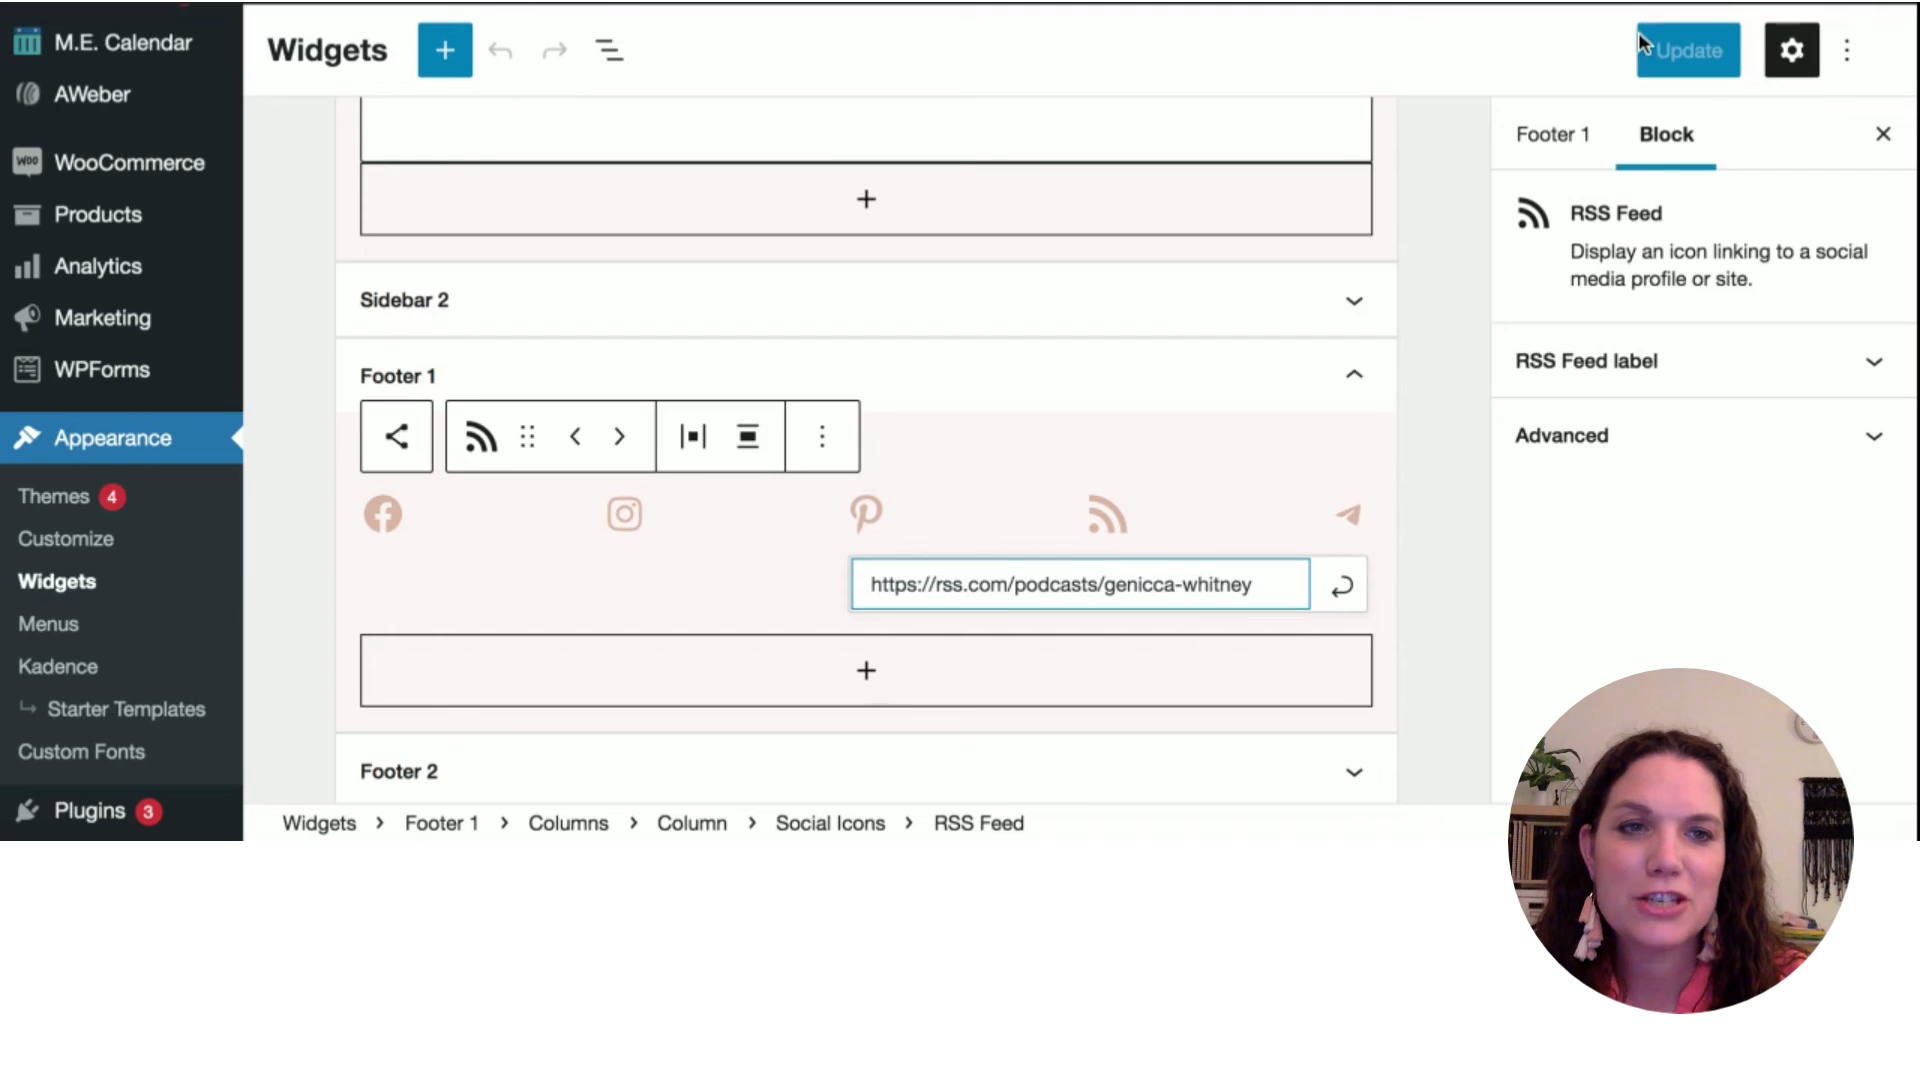 M.E. Calendar
AWeber
WooCommerce
Products
Analytics
Marketing
WPForms
Appearance
Themes 4
Customize
Widgets
Menus
Kadence
Starter Templates
Custom Fonts
Plugins 3
Widgets
Update
Sidebar 2
Footer 1
https://rss.com/podcasts/genicca-whitney
Footer 2
Widgets > Footer 1 > Columns > Column > Social Icons > RSS Feed
Footer 1 Block
RSS Feed
Display an icon linking to a social
media profile or site.
RSS Feed label
Advanced